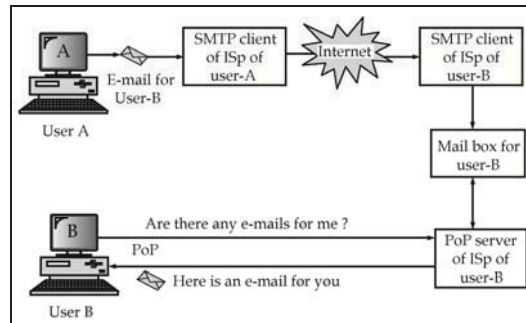 A
E-mail for
User-B
User A
SMTP client
of ISp of
user-A
Internet
SMTP client
of ISp of
user-B
Mail box for
user-B
B
User B
Are there any e-mails for me ?
PoP
Here is an e-mail for you
PoP server
of ISp of
user-B